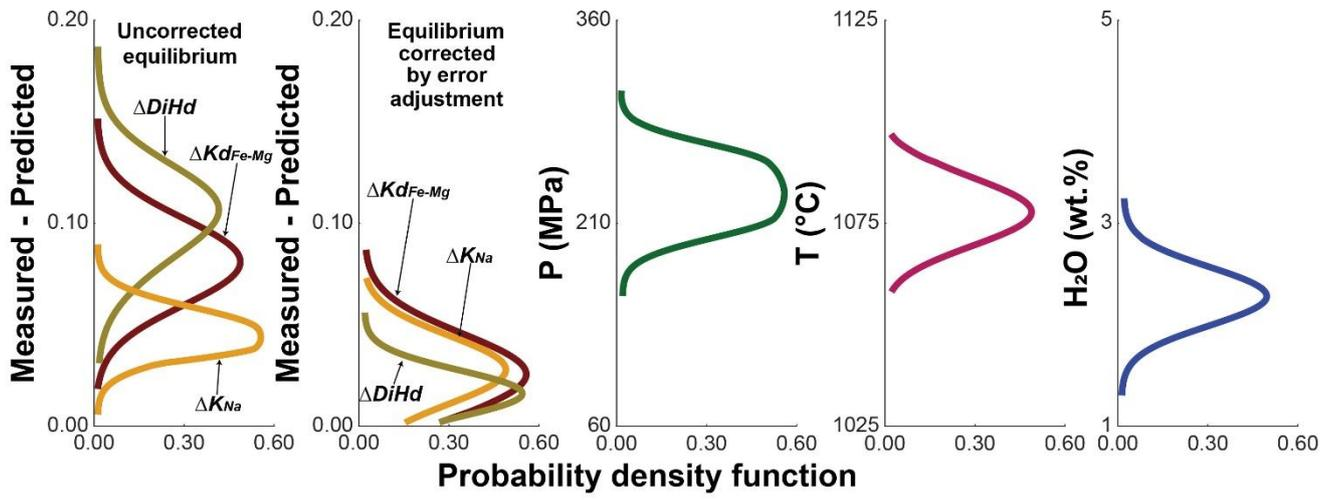 0.20
Uncorrected
equilibrium
ΔDiHd
ΔKdFe-Mg
0.10
ΔKNa
0.00
0.00 0.30 0.60
Measured - Predicted
0.20
Equilibrium
corrected
by error
adjustment
ΔKdFe-Mg
0.10
ΔKNa
ΔDiHd
0.00
0.00 0.30 0.60
Measured - Predicted
360
210
60
0.00 0.30 0.60
P (MPa)
1125
1075
1025
0.00 0.30 0.60
T (°C)
5
3
1
0.00 0.30 0.60
H₂O (wt.%)
Probability density function